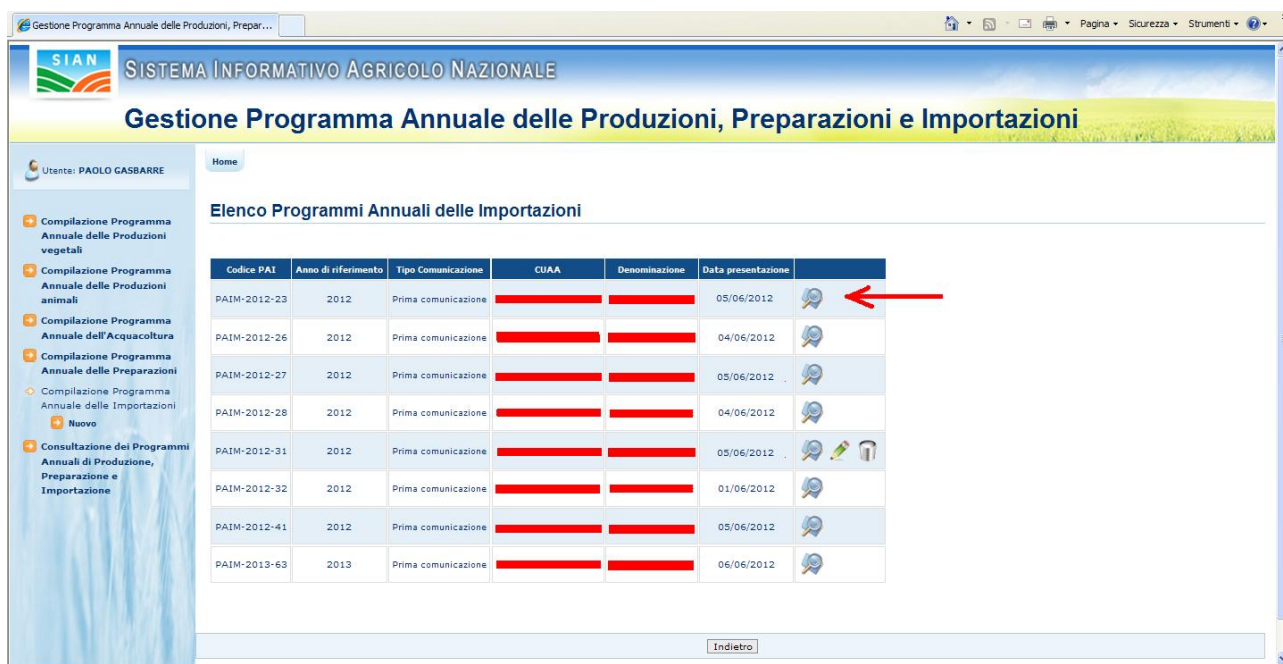 Gestione Programma Annuale delle Produzioni, Prepar...
Pagina Sicurezza Strumenti
SIAN
SISTEMA INFORMATIVO AGRICOLO NAZIONALE
Gestione Programma Annuale delle Produzioni, Preparazioni e Importazioni
Utente: PAOLO GASBARRE
Home
Compilazione Programma
Annuale delle Produzioni
vegetali
Compilazione Programma
Annuale delle Produzioni
animali
Compilazione Programma
Annuale dell'Acquacoltura
Compilazione Programma
Annuale delle Preparazioni
Compilazione Programma
Annuale delle Importazioni
Nuovo
Consultazione dei Programmi
Annuali di Produzione,
Preparazione e
Importazione
Elenco Programmi Annuali delle Importazioni
Codice PAI Anno di riferimento Tipo Comunicazione CUAA Denominazione Data presentazione
PAIM-2012-23 2012 Prima comunicazione 05/06/2012
PAIM-2012-26 2012 Prima comunicazione 04/06/2012
PAIM-2012-27 2012 Prima comunicazione 05/06/2012 .
PAIM-2012-28 2012 Prima comunicazione 04/06/2012
PAIM-2012-31 2012 Prima comunicazione 05/06/2012 .
PAIM-2012-32 2012 Prima comunicazione 01/06/2012
PAIM-2012-41 2012 Prima comunicazione 05/06/2012
PAIM-2013-63 2013 Prima comunicazione 06/06/2012
Indietro